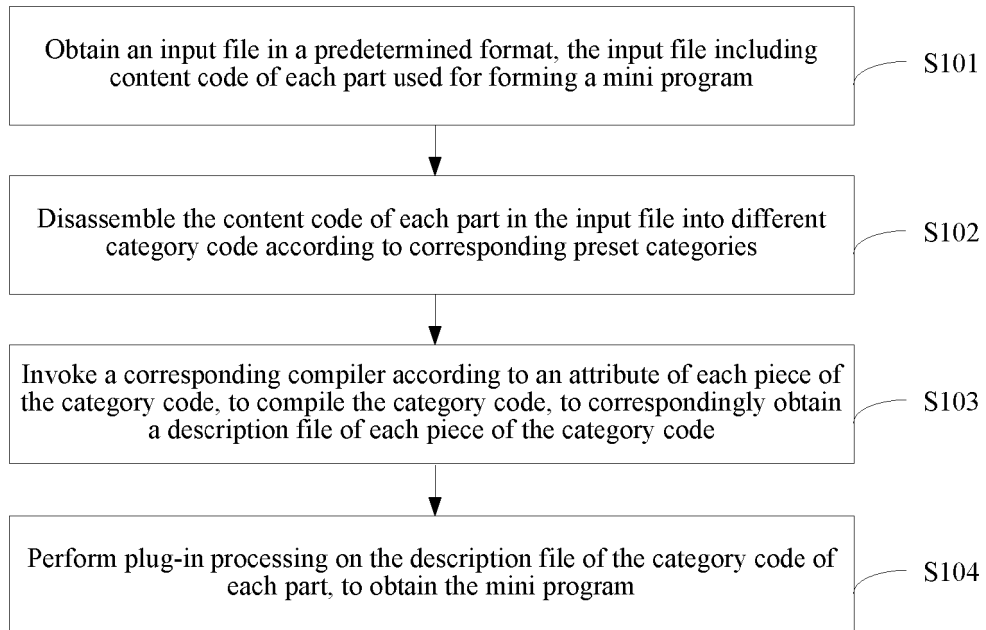 Obtain an input file in a predetermined format, the input file including
content code of each part used for forming a mini program
S101
Disassemble the content code of each part in the input file into different
category code according to corresponding preset categories
S102
Invoke a corresponding compiler according to an attribute of each piece of
the category code, to compile the category code, to correspondingly obtain
a description file of each piece of the category code
S103
Perform plug-in processing on the description file of the category code of
each part, to obtain the mini program
S104